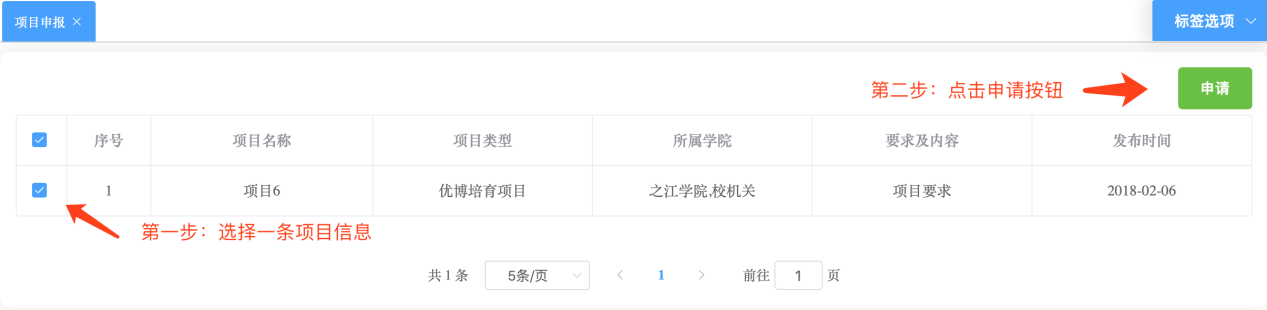 项目申报 ×
标签选项
第二步：点击申请按钮
申请
序号 项目名称 项目类型 所属学院 要求及内容 发布时间
1 项目6 优博培育项目 之江学院,校机关 项目要求 2018-02-06
第一步：选择一条项目信息
共 1 条 5条/页 < 1 > 前往 1 页